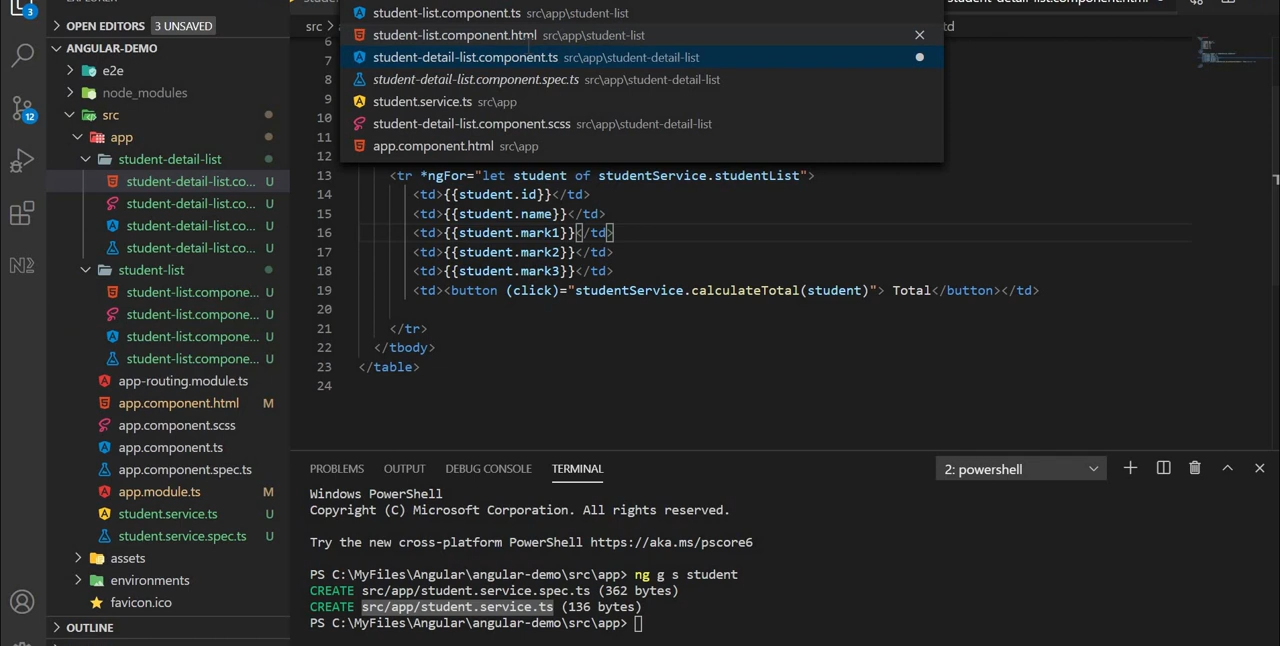 3
OPEN EDITORS 3 UNSAVED
ANGULAR-DEMO
e2e
node_modules
src
app
student-detail-list
student-detail-list.co... U
student-detail-list.co... U
student-detail-list.co... U
student-detail-list.co... U
student-list
student-list.compone... U
student-list.compone... U
student-list.compone... U
student-list.compone... U
app-routing.module.ts
app.component.html M
app.component.scss
app.component.ts
app.component.spec.ts
app.module.ts M
student.service.ts U
student.service.spec.ts U
assets
environments
favicon.ico
OUTLINE
12
student-list.component.ts src\app\student-list
student-list.component.html src\app\student-list
student-detail-list.component.ts src\app\student-detail-list
student-detail-list.component.spec.ts src\app\student-detail-list
student.service.ts src\app
student-detail-list.component.scss src\app\student-detail-list
app.component.html src\app
src >
6
7
8
9
10
11
12
13 <tr *ngFor="let student of studentService.studentList">
14 <td>{{student.id}}</td>
15 <td>{{student.name}}</td>
16 <td>{{student.mark1}}</td>
17 <td>{{student.mark2}}</td>
18 <td>{{student.mark3}}</td>
19 <td><button (click)="studentService.calculateTotal(student)"> Total</button></td>
20
21 </tr>
22 </tbody>
23 </table>
24
PROBLEMS OUTPUT DEBUG CONSOLE TERMINAL 2: powershell
Windows PowerShell
Copyright (C) Microsoft Corporation. All rights reserved.
Try the new cross-platform PowerShell https://aka.ms/pscore6
PS C:\MyFiles\Angular\angular-demo\src\app> ng g s student
CREATE src/app/student.service.spec.ts (362 bytes)
CREATE src/app/student.service.ts (136 bytes)
PS C:\MyFiles\Angular\angular-demo\src\app>